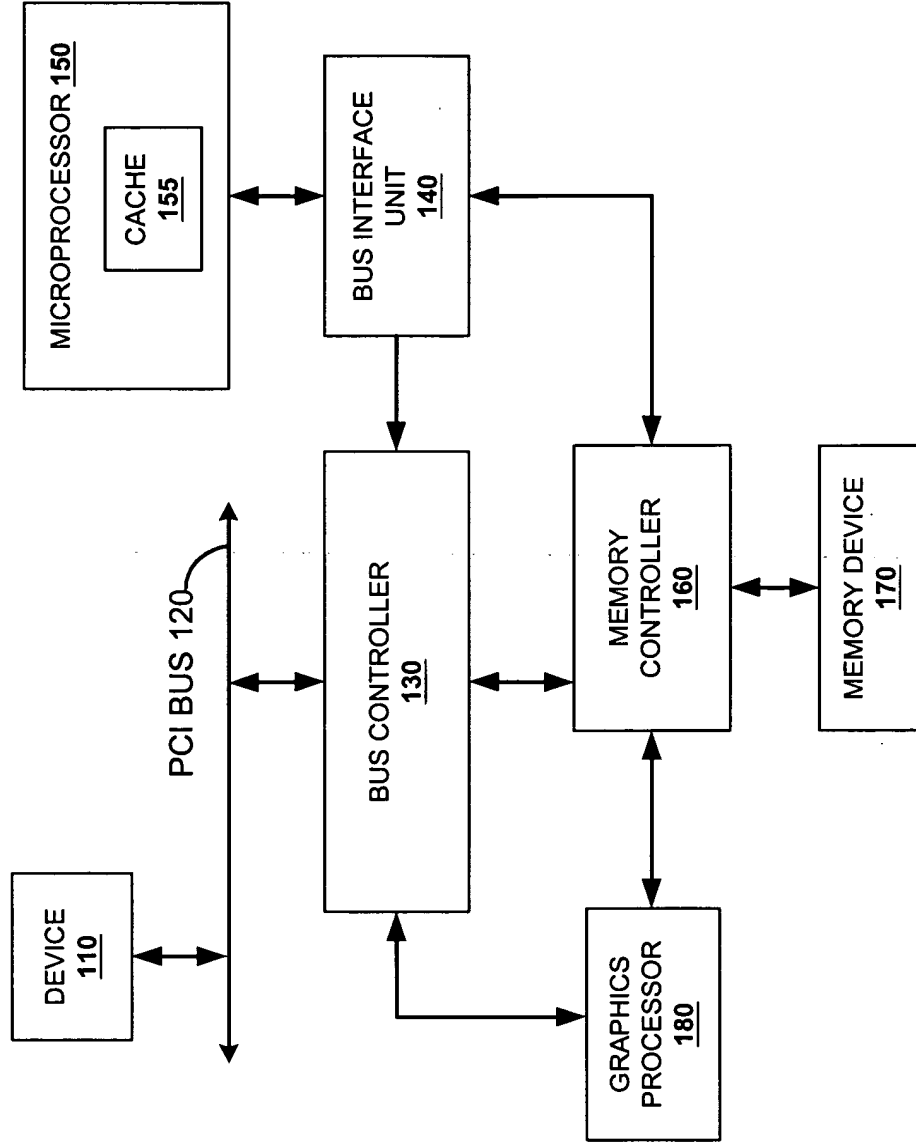 DEVICE
110
PCI BUS 120
MICROPROCESSOR 150
CACHE
155
BUS CONTROLLER
130
BUS INTERFACE
UNIT
140
GRAPHICS
PROCESSOR
180
MEMORY
CONTROLLER
160
MEMORY DEVICE
170